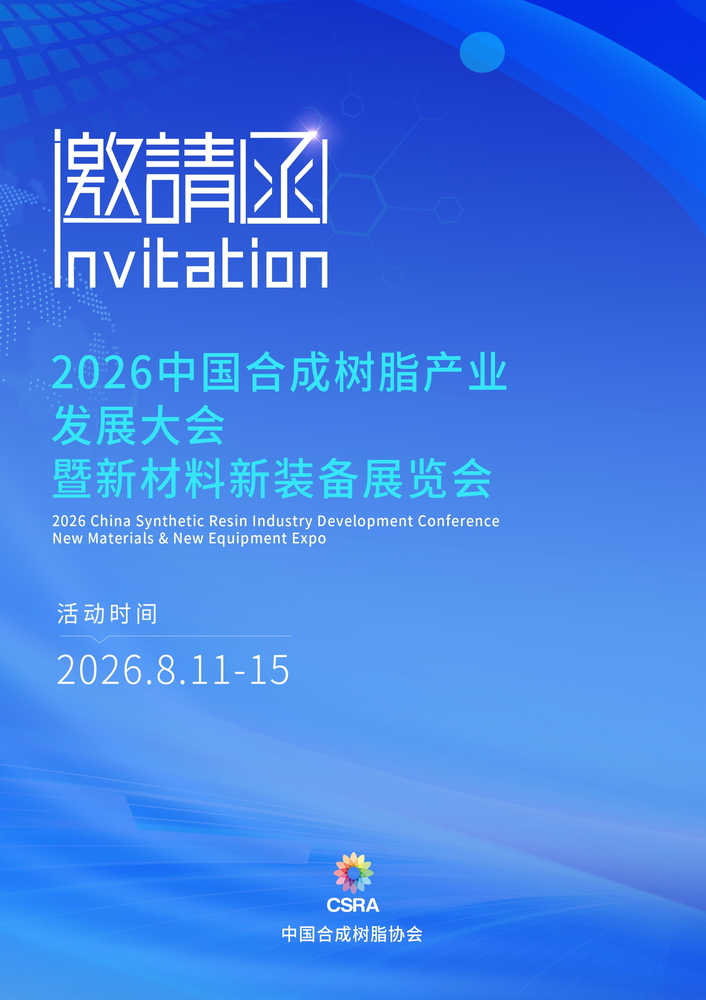 邀請函
Invitation
2026中国合成树脂产业
发展大会
暨新材料新装备展览会
2026 China Synthetic Resin Industry Development Conference
New Materials & New Equipment Expo
活动时间
2026.8.11-15
CSRA
中国合成树脂协会